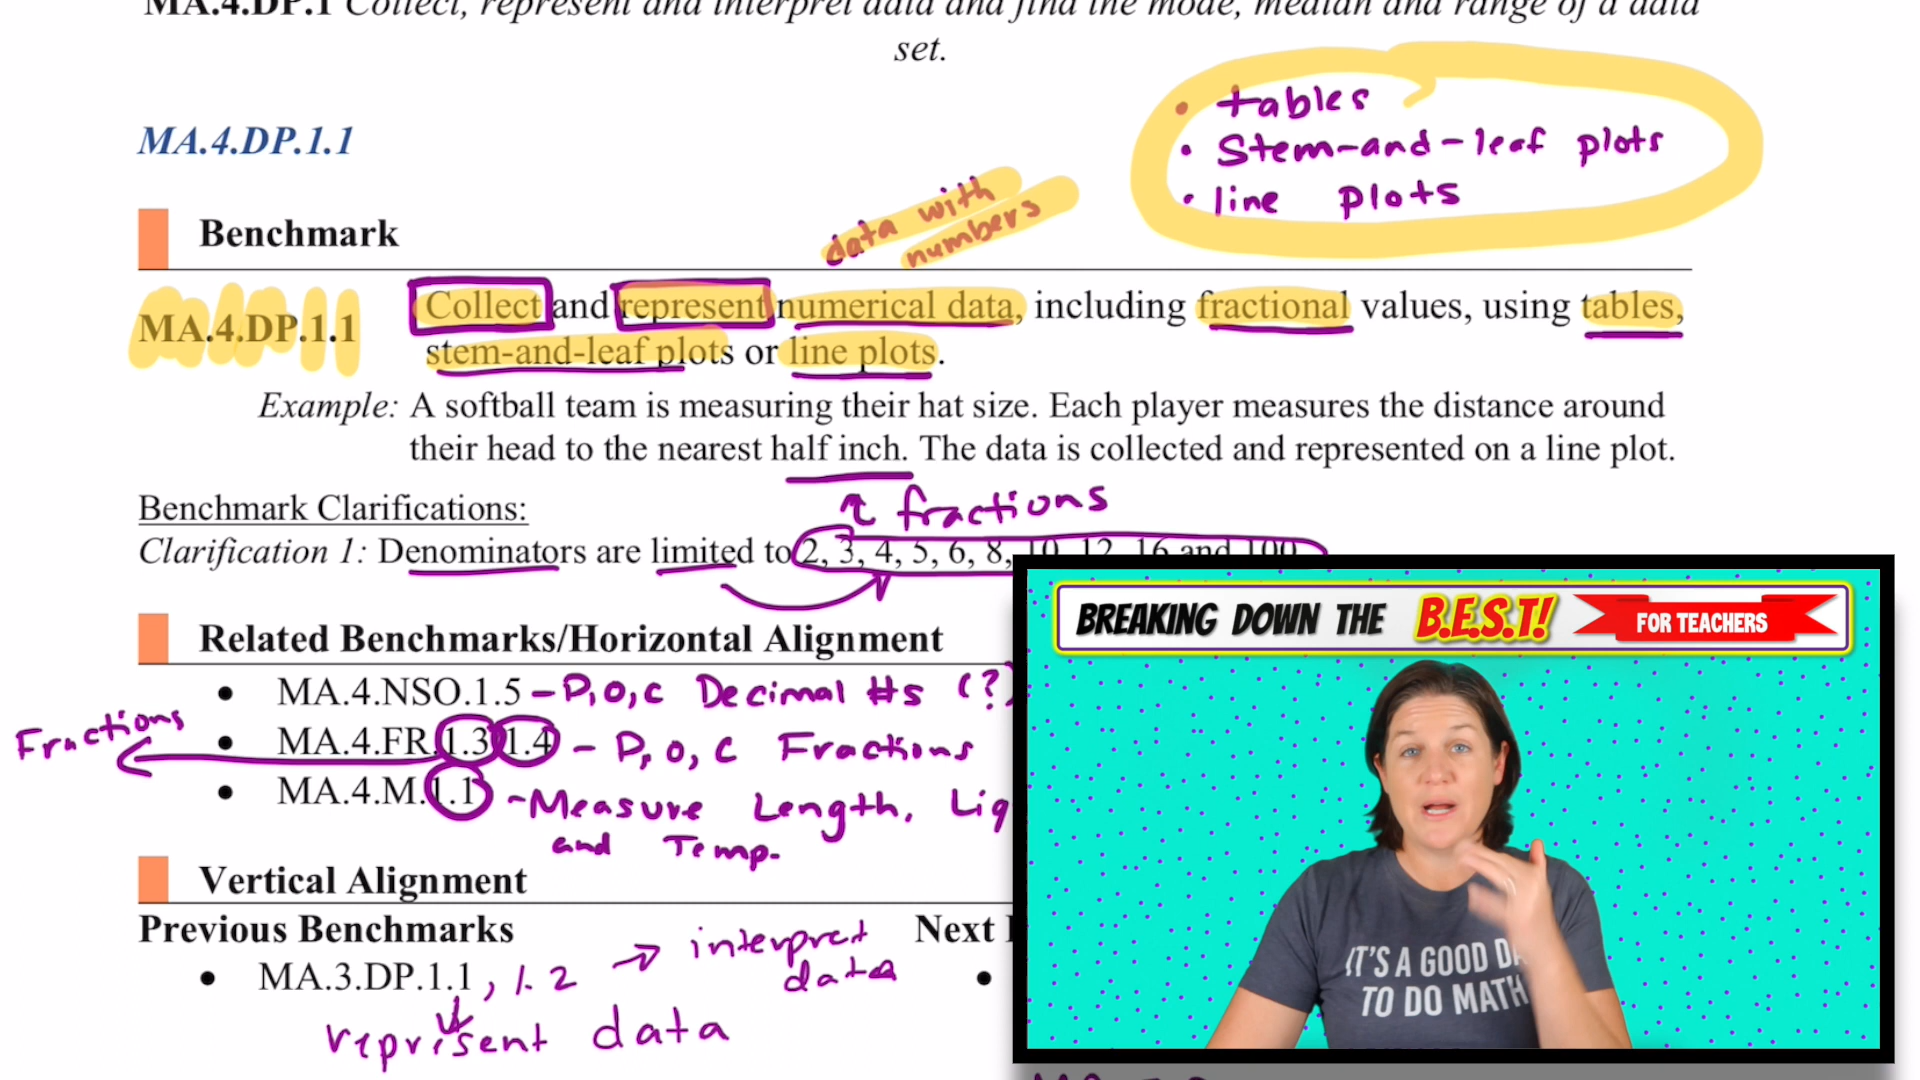 MA.4.DP.1 Collect, represent and interpret data and find the mode, median and range of a data
set.
• tables
• Stem-and-leaf plots
• line plots
MA.4.DP.1.1
data with
numbers
Benchmark
MA.4.DP.1.1 Collect and represent numerical data, including fractional values, using tables,
stem-and-leaf plots or line plots.
Example: A softball team is measuring their hat size. Each player measures the distance around
their head to the nearest half inch. The data is collected and represented on a line plot.
fractions
Benchmark Clarifications:
Clarification 1: Denominators are limited to 2, 3, 4, 5, 6, 8, 10, 12, 16 and 100
BREAKING DOWN THE B.E.S.T! FOR TEACHERS
Related Benchmarks/Horizontal Alignment
• MA.4.NSO.1.5 – P,O,C Decimal #s (?)
Fractions
• MA.4.FR.1.3 1.4 – P, O, C Fractions
• MA.4.M.1.1 – Measure Length, Liq
and Temp.
Vertical Alignment
Previous Benchmarks
Next
• MA.3.DP.1.1 , 1.2 → interpret
data
represent data
IT'S A GOOD DA
TO DO MATH